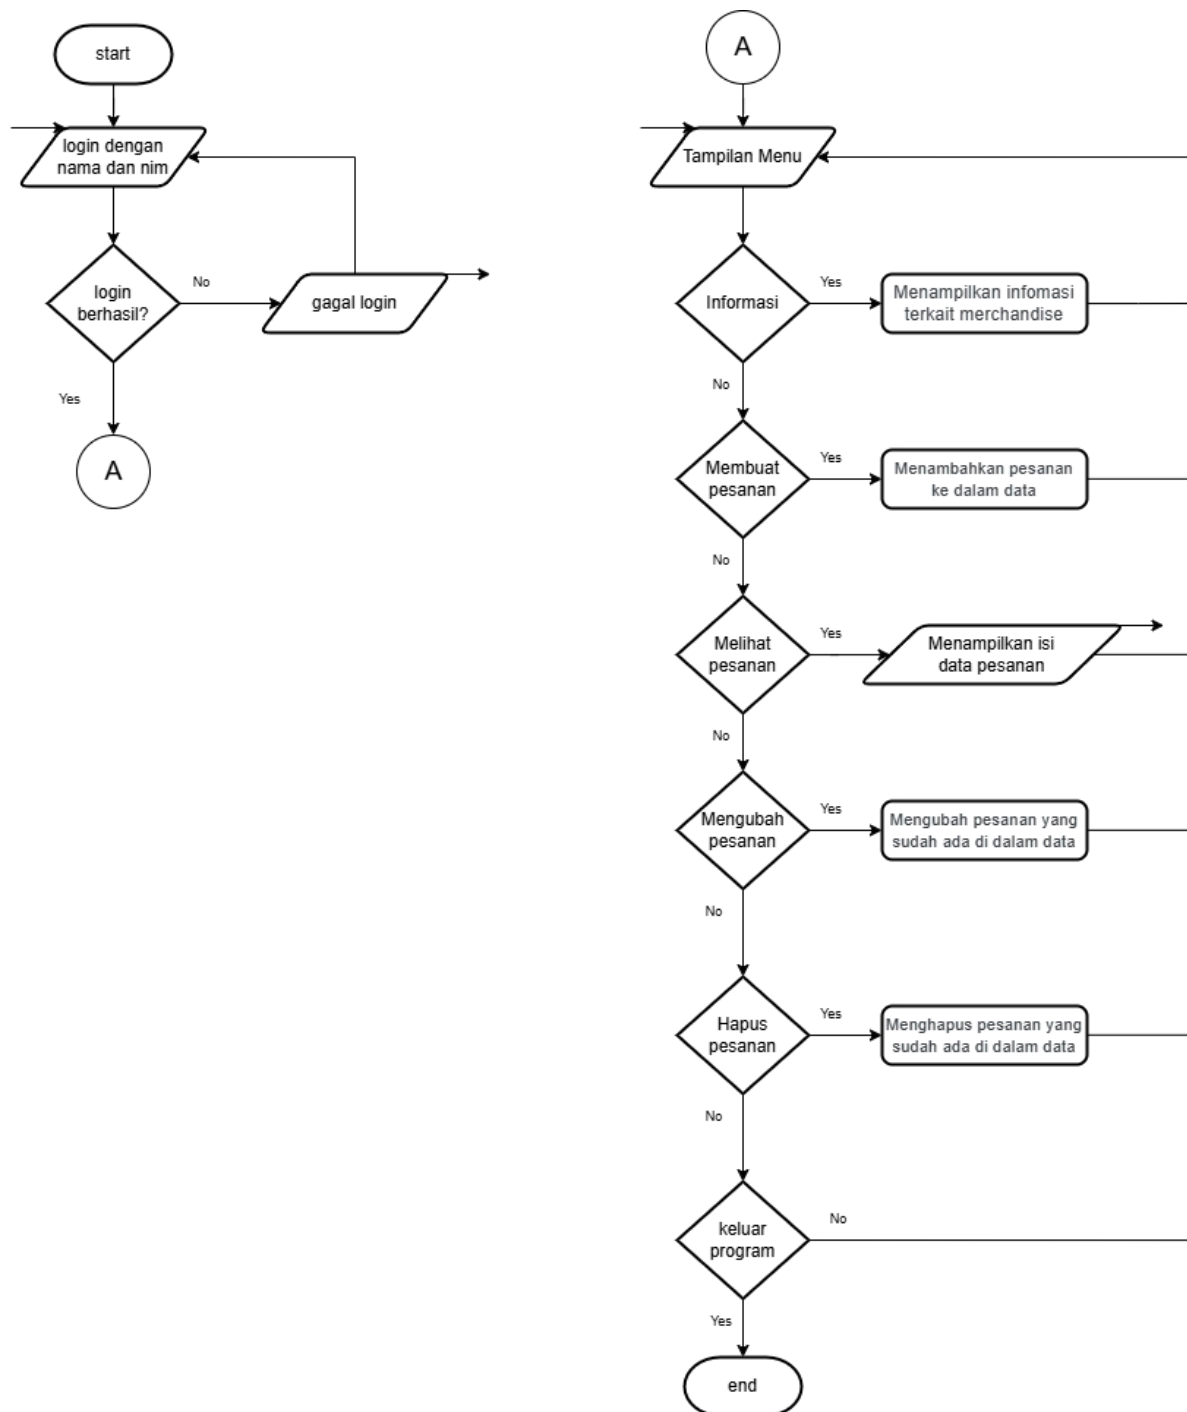 start
login dengan
nama dan nim
login
berhasil?
No
gagal login
Yes
A
A
Tampilan Menu
Informasi
Yes
Menampilkan infomasi
terkait merchandise
No
Membuat
pesanan
Yes
Menambahkan pesanan
ke dalam data
No
Melihat
pesanan
Yes
Menampilkan isi
data pesanan
No
Mengubah
pesanan
Yes
Mengubah pesanan yang
sudah ada di dalam data
No
Hapus
pesanan
Yes
Menghapus pesanan yang
sudah ada di dalam data
No
keluar
program
No
Yes
end